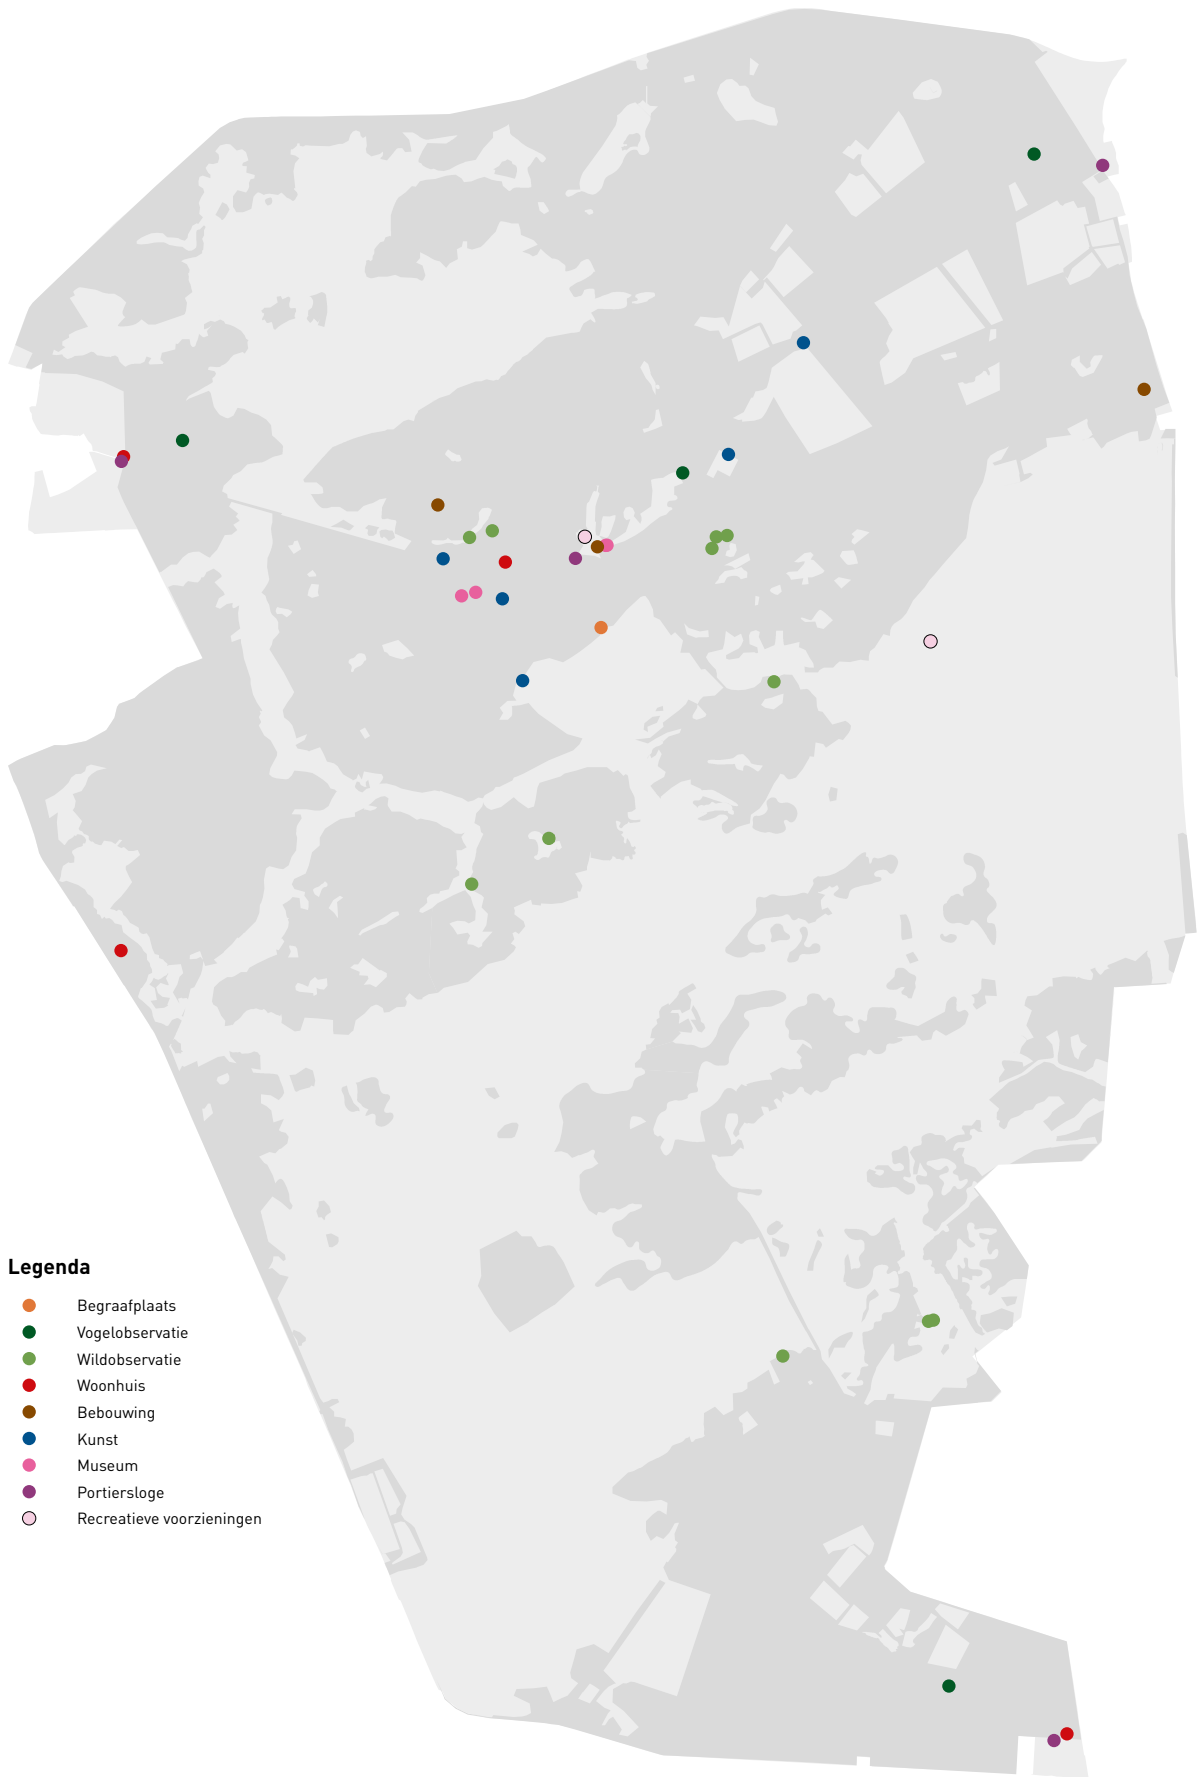 Legenda
Begraafplaats
Vogelobservatie
Wildobservatie
Woonhuis
Bebouwing
Kunst
Museum
Portiersloge
Recreatieve voorzieningen